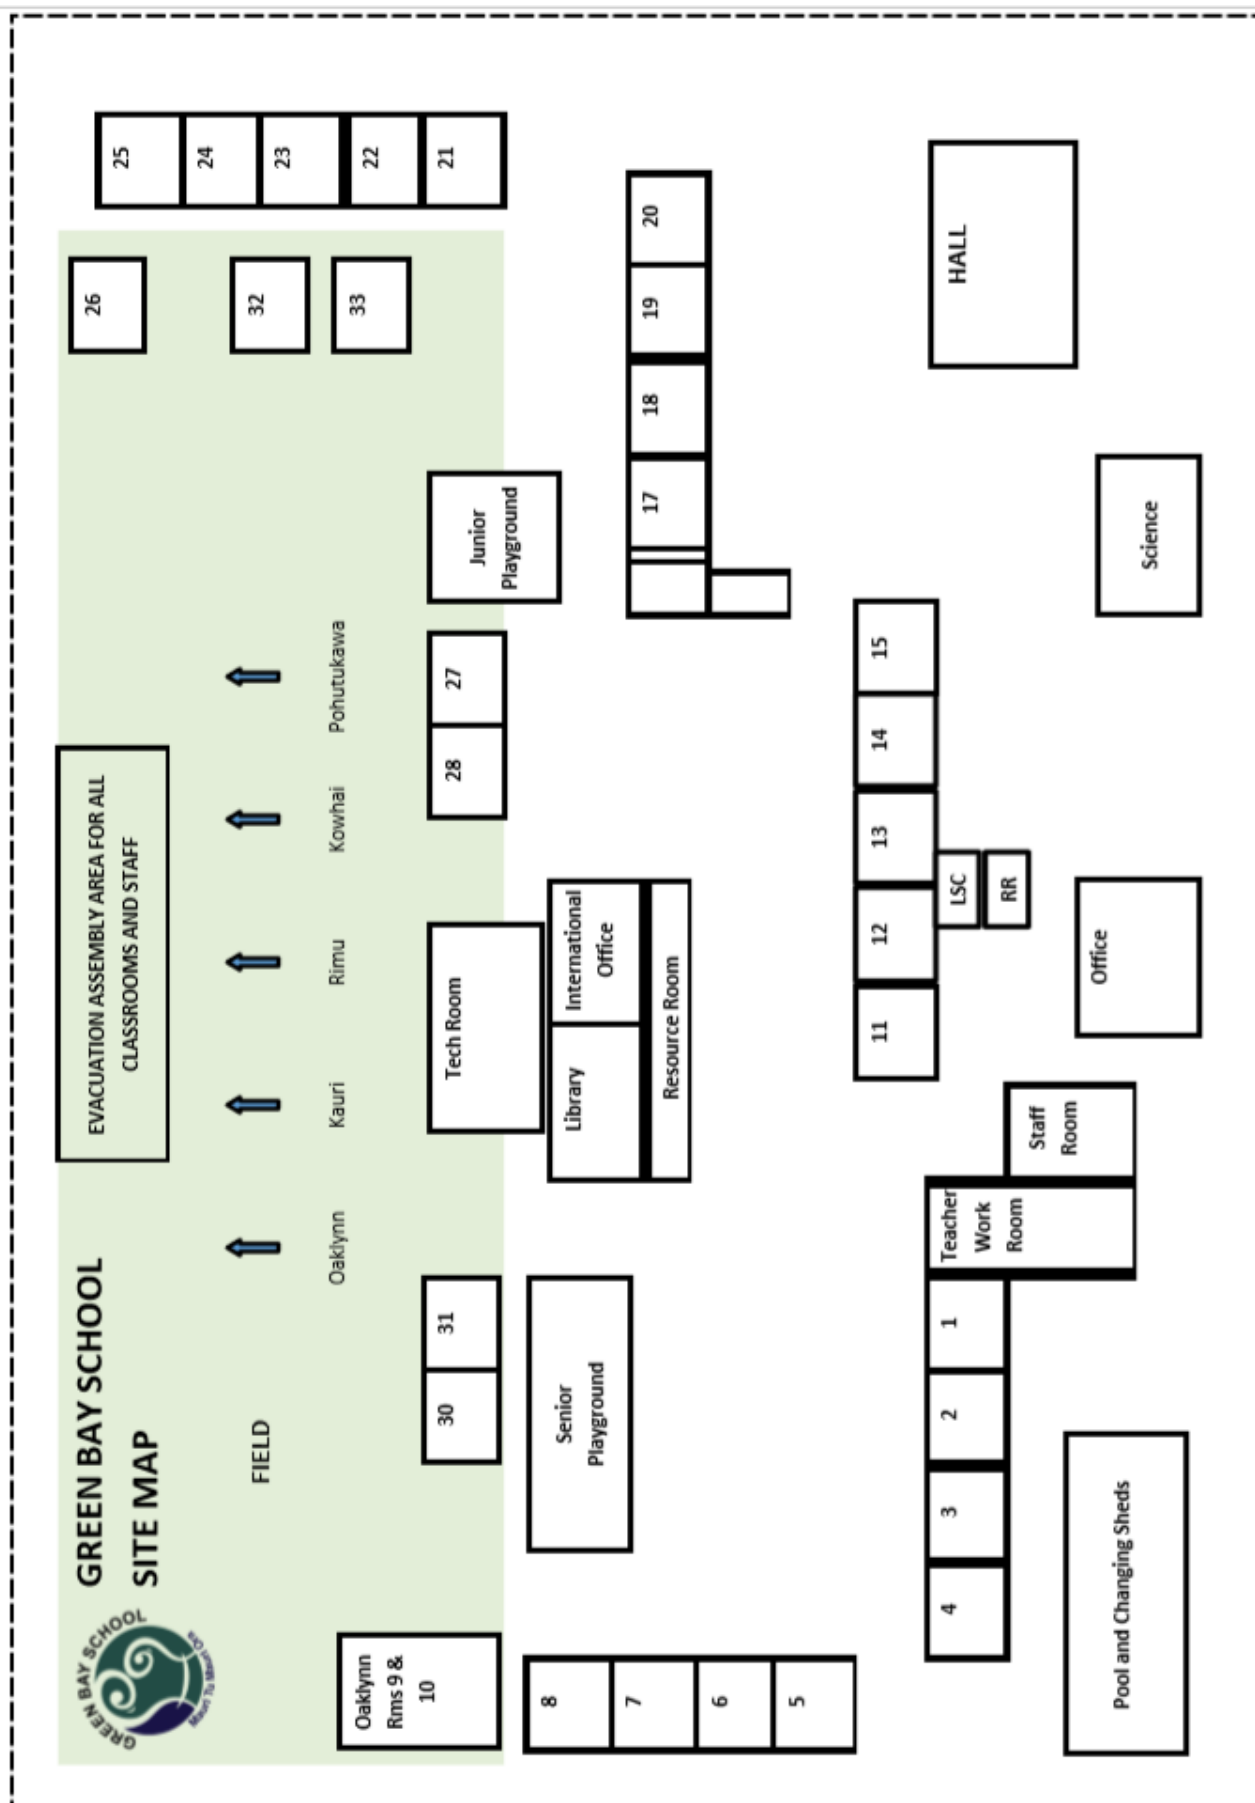 GREEN BAY SCHOOL
SITE MAP
GREEN BAY SCHOOL
EVACUATION ASSEMBLY AREA FOR ALL
CLASSROOMS AND STAFF
FIELD
Oaklynn
Kauri
Rimu
Kowhai
Pohutukawa
26
32
33
25
24
23
22
21
Oaklynn
Rms 9 &
10
30
31
Tech Room
28
27
Junior
Playground
Senior
Playground
Library
International
Office
Resource Room
17
18
19
20
8
7
6
5
11
12
13
14
15
LSC
RR
4
3
2
1
Teacher
Work
Room
Staff
Room
Office
Science
HALL
Pool and Changing Sheds